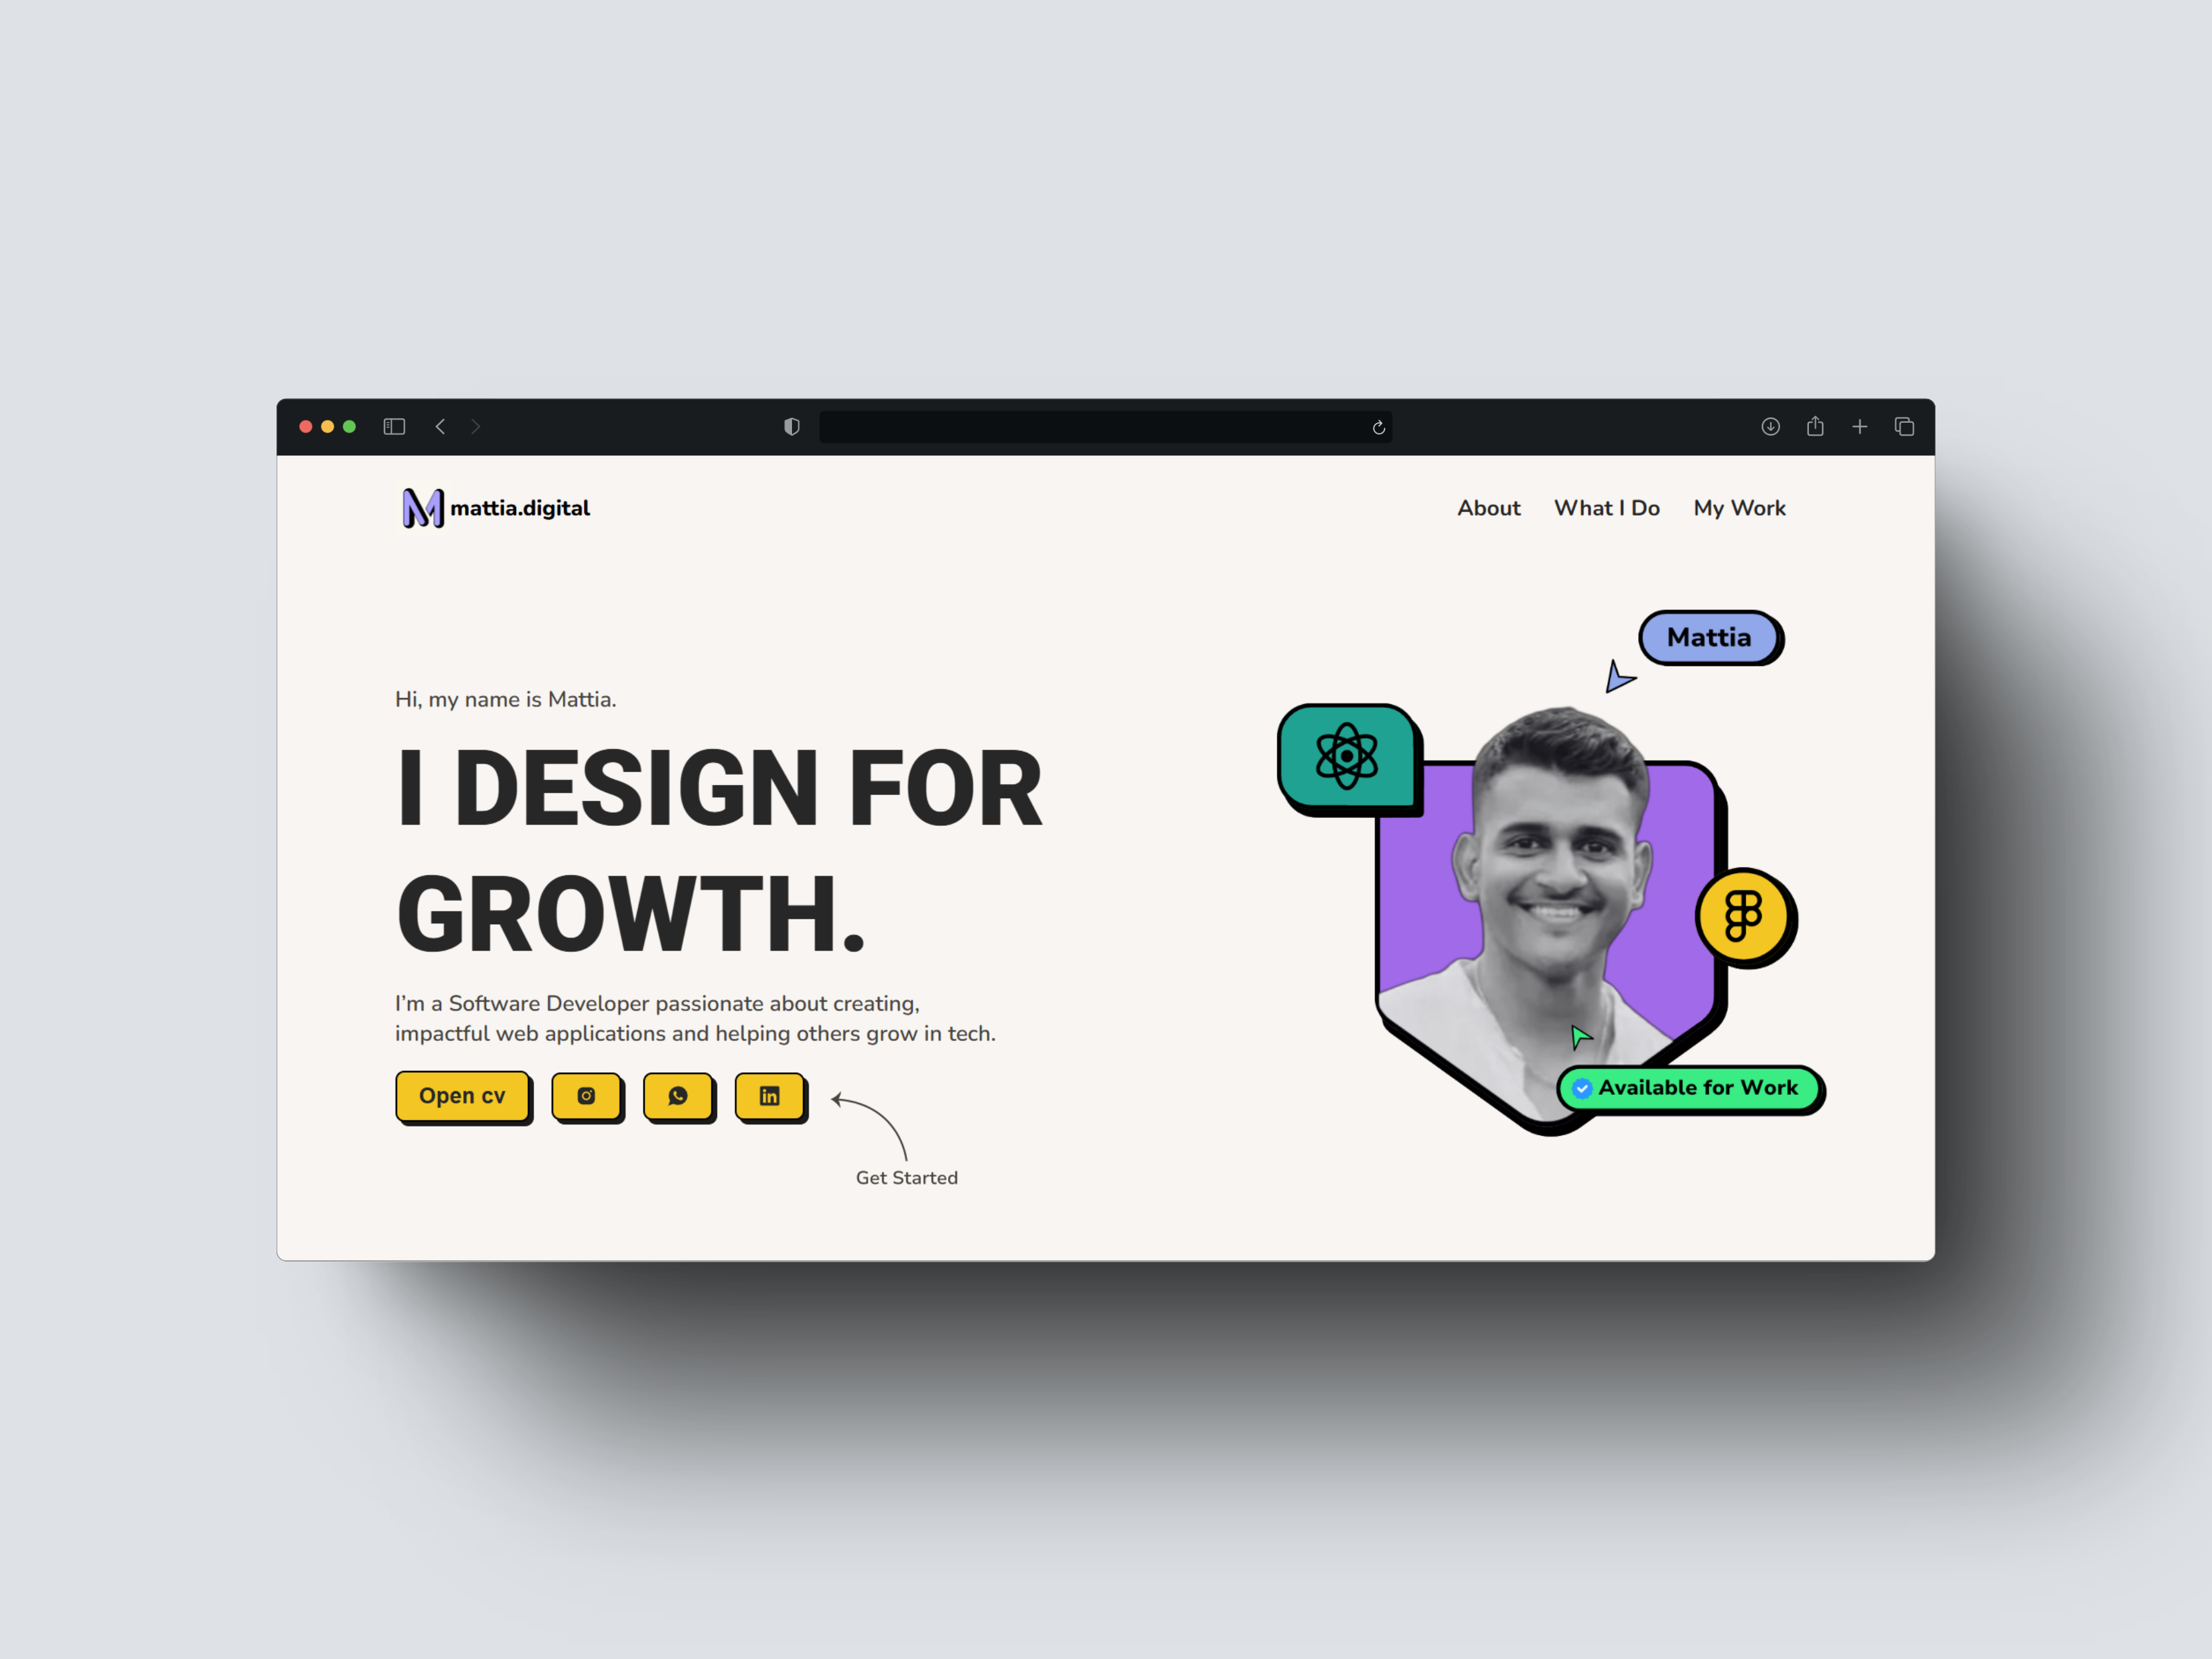 mattia.digital
About
What I Do
My Work
Mattia
Hi, my name is Mattia.
I DESIGN FOR
GROWTH.
I’m a Software Developer passionate about creating,
impactful web applications and helping others grow in tech.
Open cv
Get Started
Available for Work